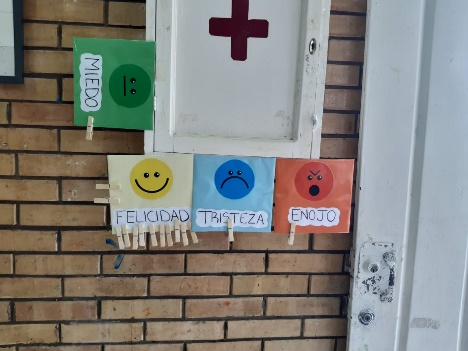 MIEDO
FELICIDAD
TRISTEZA
ENOJO